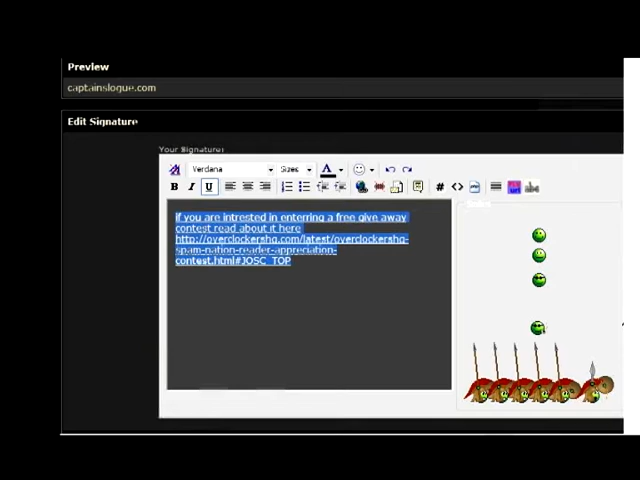 Preview
captainslogue.com
Edit Signature
Your Signature:
Verdana Sizes A
B I U # <>
if you are intrested in enterring a free give away
contest read about it here
http://overclockershq.com/latest/overclockershq-
spam-nation-reader-appreciation-
contest.html#JOSC_TOP